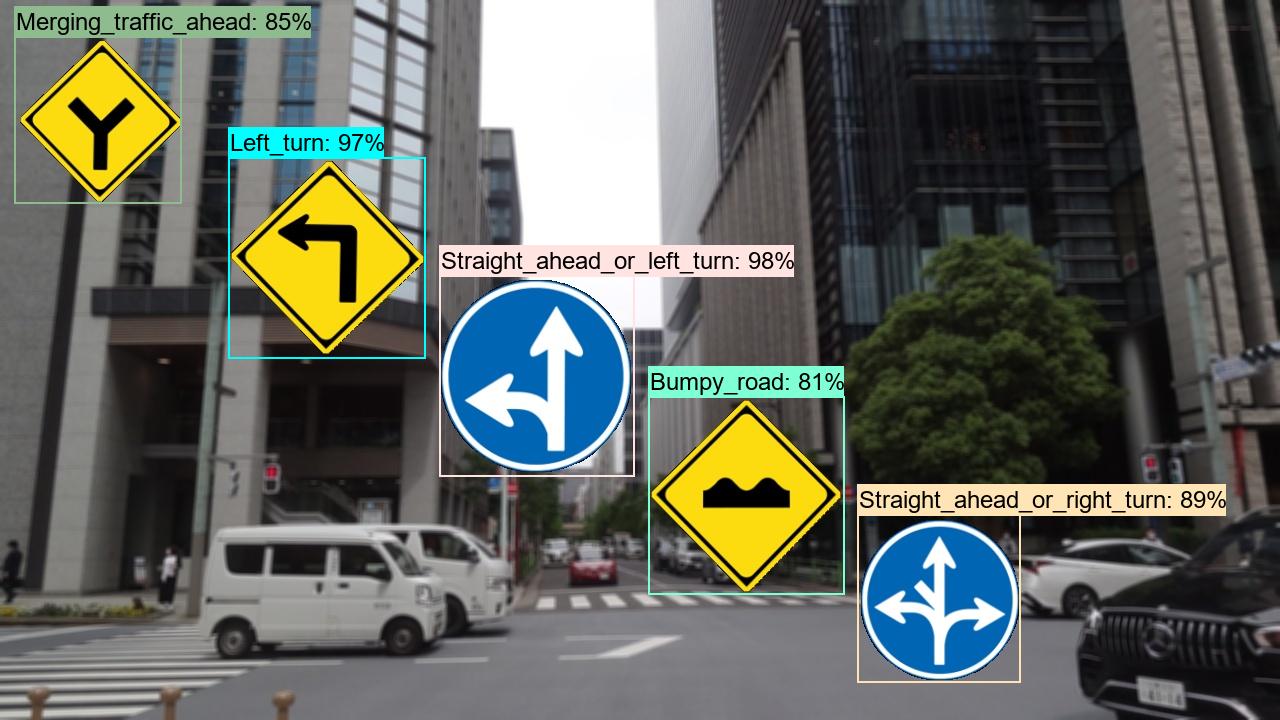 Merging_traffic_ahead: 85%
Left_turn: 97%
Straight_ahead_or_left_turn: 98%
Bumpy_road: 81%
Straight_ahead_or_right_turn: 89%